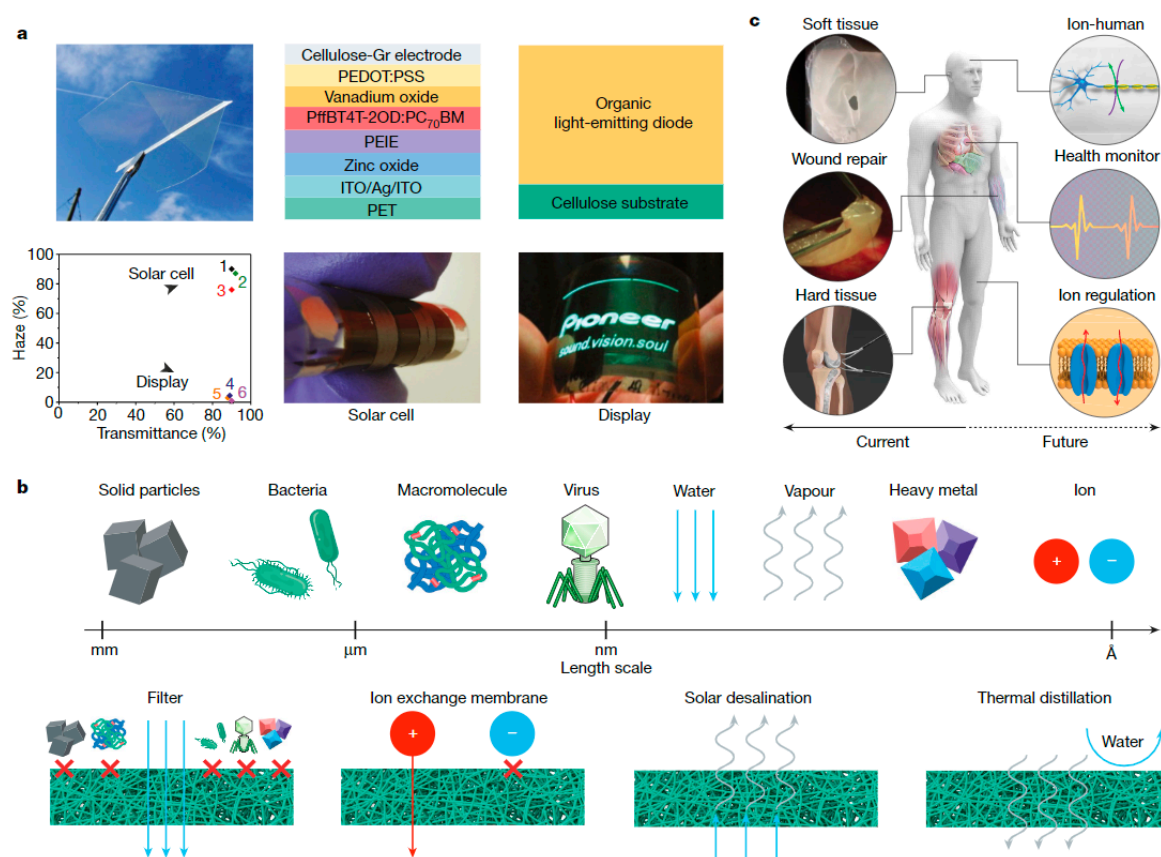 a
Cellulose-Gr electrode
PEDOT:PSS
Vanadium oxide
PffBT4T-2OD:PC₇₀BM
PEIE
Zinc oxide
ITO/Ag/ITO
PET
Organic
light-emitting diode
Cellulose substrate
100
80
60
40
20
0
Haze (%)
Solar cell
Display
1
2
3
4
5
6
0
20
40
60
80
100
Transmittance (%)
Solar cell
Pioneer
sound.vision.soul
Display
c
Soft tissue
Wound repair
Hard tissue
Ion-human
Health monitor
Ion regulation
Current
Future
b
Solid particles
Bacteria
Macromolecule
Virus
Water
Vapour
Heavy metal
Ion
+
−
mm
μm
nm
Å
Length scale
Filter
Ion exchange membrane
+
−
Solar desalination
Thermal distillation
Water